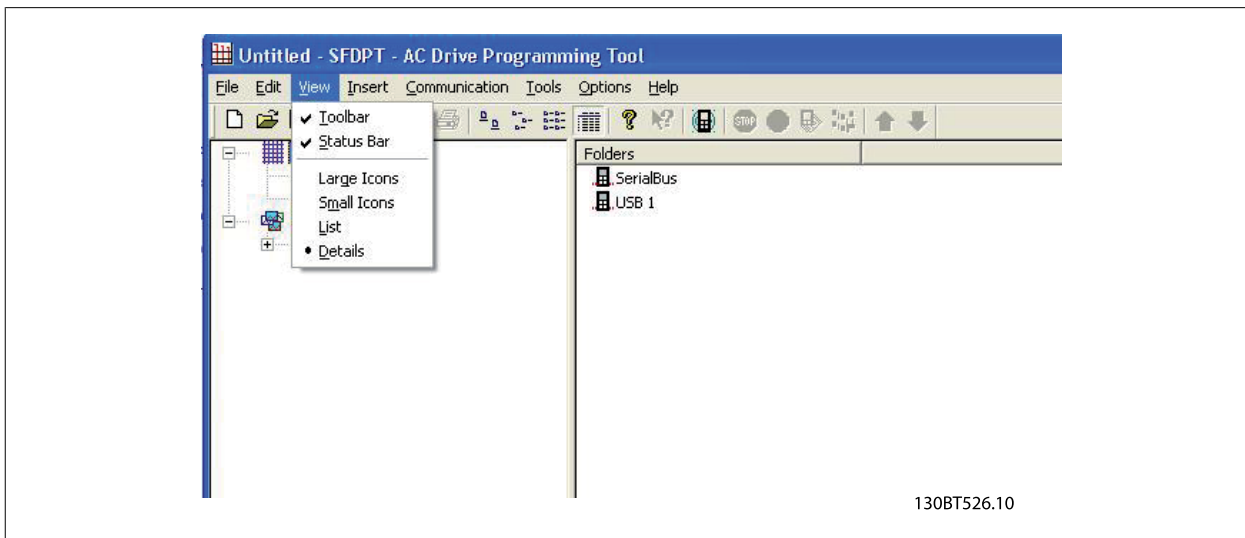 Untitled - SFDPT - AC Drive Programming Tool
File Edit View Insert Communication Tools Options Help
STOP
Toolbar
Status Bar
Large Icons
Small Icons
List
Details
Folders
SerialBus
USB 1
130BT526.10